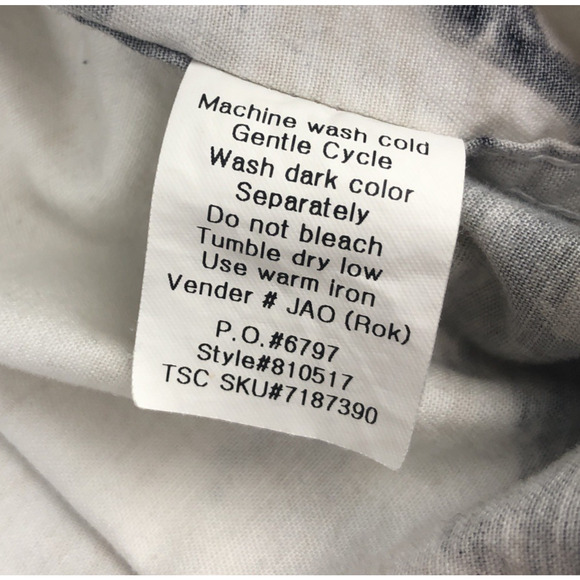 Machine wash cold
Gentle Cycle
Wash dark color
Separately
Do not bleach
Tumble dry low
Use warm iron
Vender # JAO (Rok)
P.O.#6797
Style#810517
TSC SKU#7187390